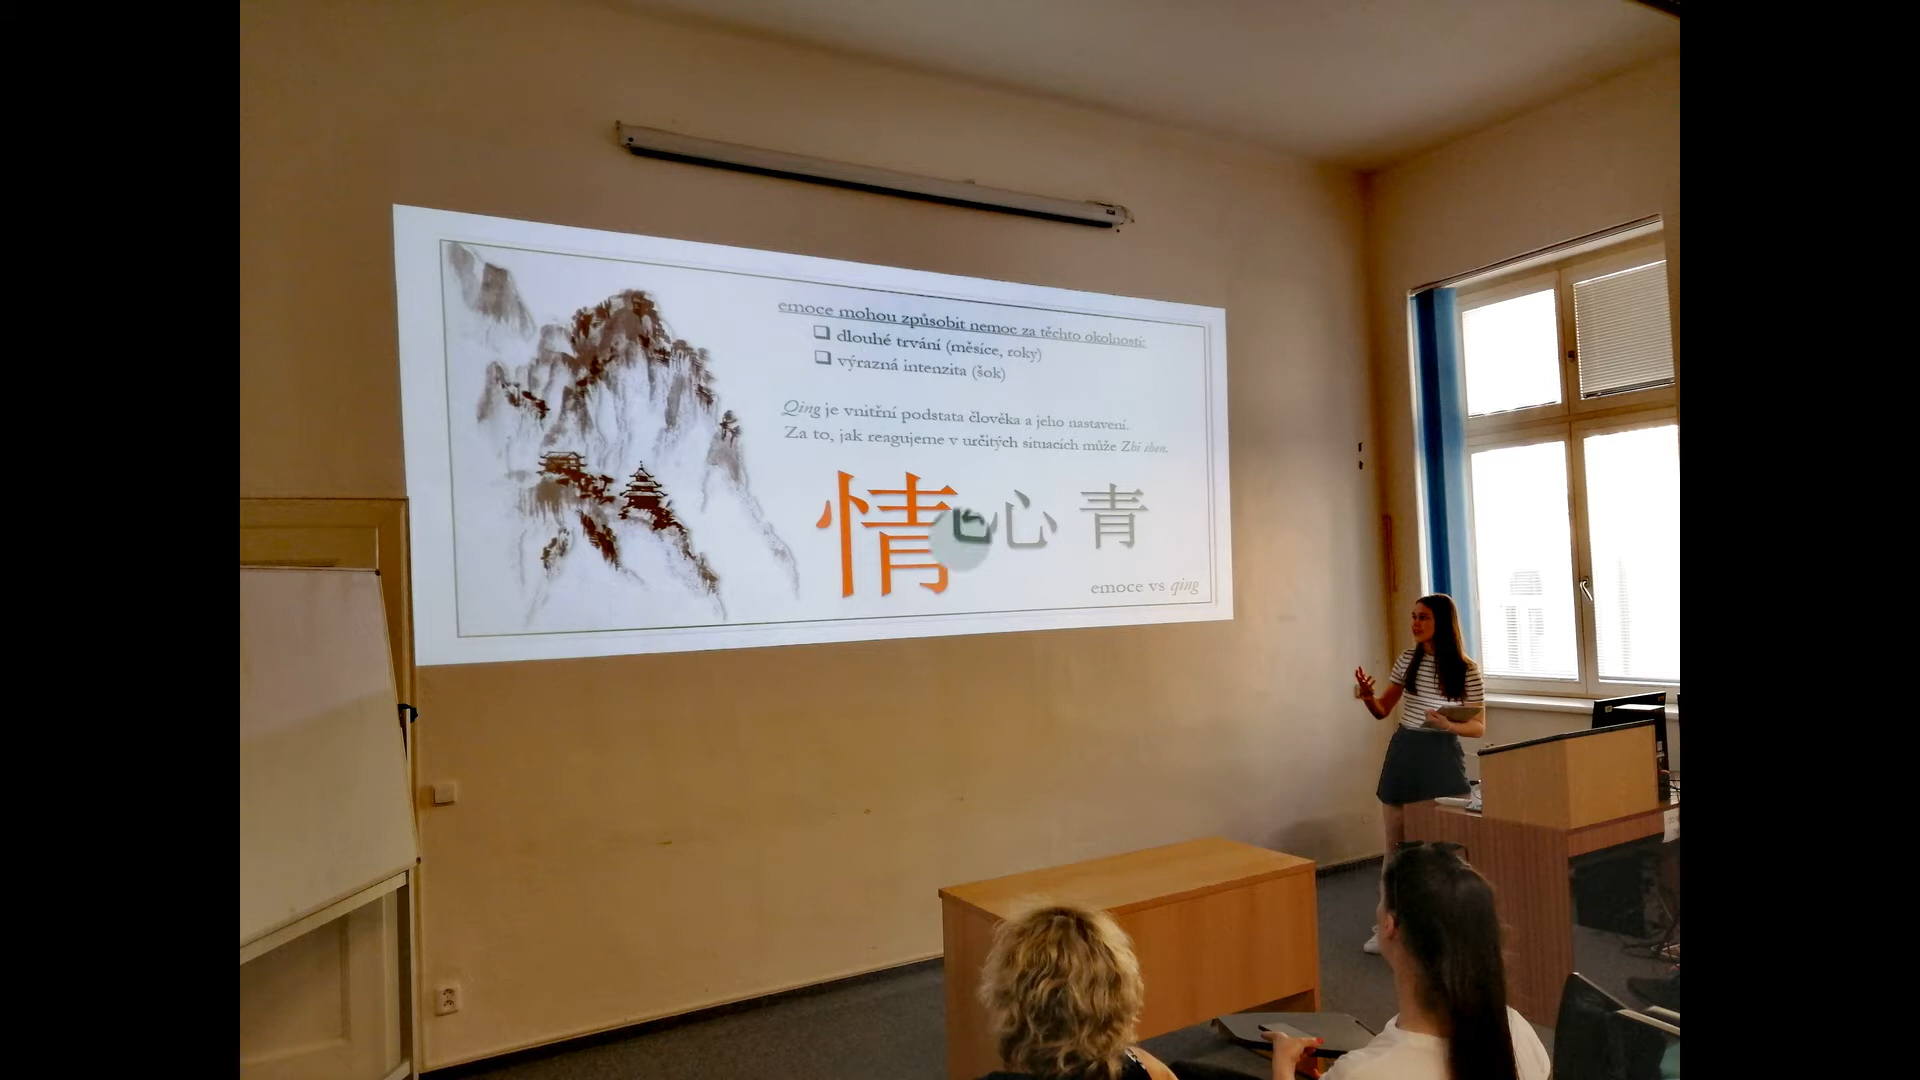 emoce mohou způsobit nemoc za těchto okolností:
dlouhé trvání (měsíce, roky)
výrazná intenzita (šok)
Qing je vnitřní podstata člověka a jeho nastavení.
Za to, jak reagujeme v určitých situacích může Zhi shen.
情 心 青
emoce vs qing